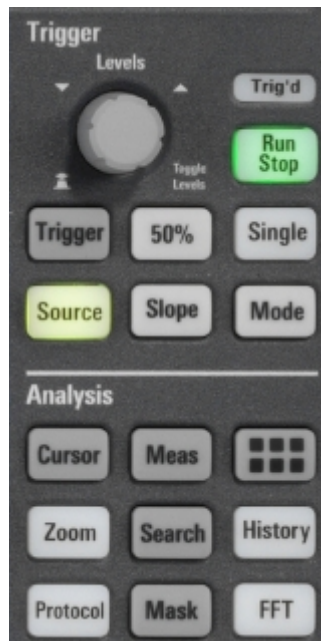 Trigger
Levels
Trig'd
Run
Stop
Toggle
Levels
Trigger
50%
Single
Source
Slope
Mode
Analysis
Cursor
Meas
Zoom
Search
History
Protocol
Mask
FFT